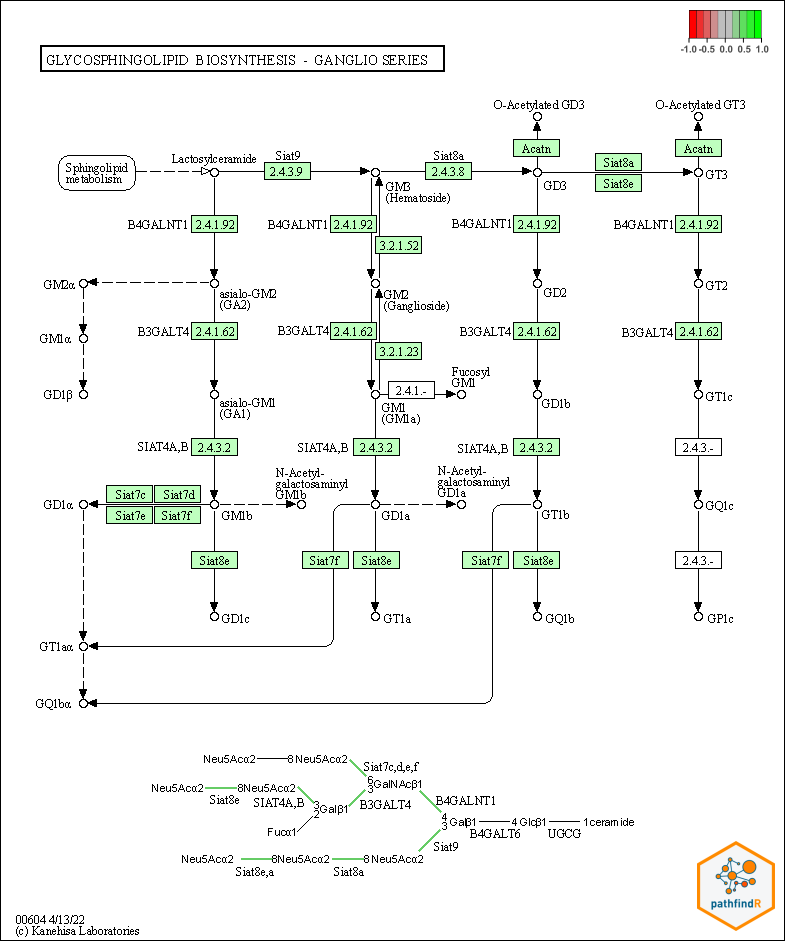 -1.0 -0.5 0.0 0.5 1.0
GLYCOSPHINGOLIPID BIOSYNTHESIS - GANGLIO SERIES
O-Acetylated GD3
O-Acetylated GT3
Acatn
Acatn
Sphingolipid
metabolism
Lactosylceramide
Siat9
2.4.3.9
GM3
(Hematoside)
Siat8a
2.4.3.8
GD3
Siat8a
Siat8e
GT3
B4GALNT1 2.4.1.92
B4GALNT1 2.4.1.92
3.2.1.52
B4GALNT1 2.4.1.92
B4GALNT1 2.4.1.92
GM2α
asialo-GM2
(GA2)
GM2
(Ganglioside)
GD2
GT2
GM1α
B3GALT4 2.4.1.62
B3GALT4 2.4.1.62
3.2.1.23
B3GALT4 2.4.1.62
B3GALT4 2.4.1.62
GD1β
asialo-GM1
(GA1)
GM1
(GM1a)
2.4.1.-
Fucosyl
GM1
GD1b
GT1c
SIAT4A,B 2.4.3.2
SIAT4A,B 2.4.3.2
SIAT4A,B 2.4.3.2
2.4.3.-
GD1α
Siat7c Siat7d
Siat7e Siat7f
GM1b
N-Acetyl-
galactosaminyl
GM1b
GD1a
N-Acetyl-
galactosaminyl
GD1a
GT1b
GQ1c
Siat8e
Siat7f
Siat8e
Siat7f
Siat8e
2.4.3.-
GD1c
GT1a
GQ1b
GP1c
GT1aα
GQ1bα
Neu5Acα2 8 Neu5Acα2
Siat7c,d,e,f
6
3 GalNAcβ1
Neu5Acα2 8Neu5Acα2
Siat8e
SIAT4A,B
3
2 Galβ1
B3GALT4
B4GALNT1
Fucα1
4
3 Galβ1
B4GALT6
4 Glcβ1
UGCG
1ceramide
Siat9
Neu5Acα2 8Neu5Acα2 8 Neu5Acα2
Siat8e,a
Siat8a
pathfindR
00604 4/13/22
(c) Kanehisa Laboratories